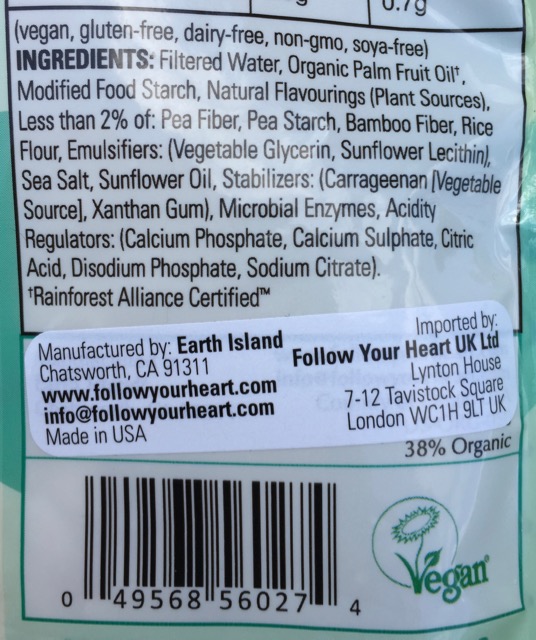 0.7g
(vegan, gluten-free, dairy-free, non-gmo, soya-free)
INGREDIENTS: Filtered Water, Organic Palm Fruit Oil†,
Modified Food Starch, Natural Flavourings (Plant Sources),
Less than 2% of: Pea Fiber, Pea Starch, Bamboo Fiber, Rice
Flour, Emulsifiers: (Vegetable Glycerin, Sunflower Lecithin),
Sea Salt, Sunflower Oil, Stabilizers: (Carrageenan [Vegetable
Source], Xanthan Gum), Microbial Enzymes, Acidity
Regulators: (Calcium Phosphate, Calcium Sulphate, Citric
Acid, Disodium Phosphate, Sodium Citrate).
†Rainforest Alliance Certified™
Manufactured by: Earth Island
Chatsworth, CA 91311
www.followyourheart.com
info@followyourheart.com
Made in USA
Imported by:
Follow Your Heart UK Ltd
Lynton House
7-12 Tavistock Square
London WC1H 9LT UK
38% Organic
0 49568 56027 4
Vegan®